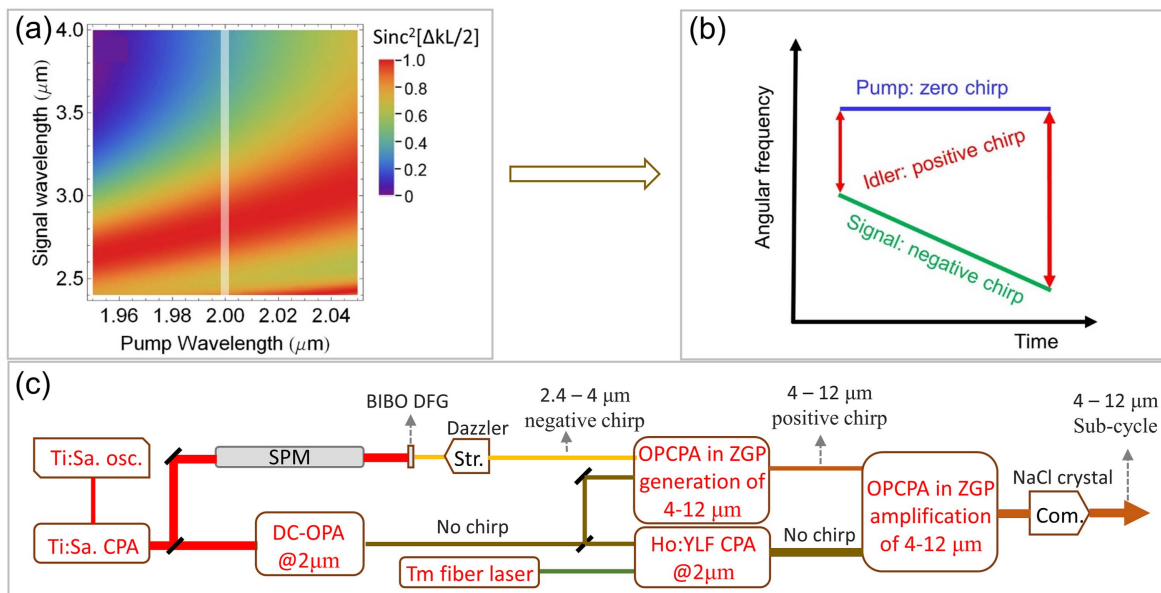 (a)
4.0
3.5
3.0
2.5
Signal wavelength (μm)
1.96 1.98 2.00 2.02 2.04
Pump Wavelength (μm)
Sinc²[ΔkL/2]
1.0
0.8
0.6
0.4
0.2
0
(b)
Angular frequency
Pump: zero chirp
Idler: positive chirp
Signal: negative chirp
Time
(c)
Ti:Sa. osc.
Ti:Sa. CPA
SPM
BIBO DFG
Dazzler
Str.
2.4 – 4 μm
negative chirp
DC-OPA
@2μm
No chirp
Tm fiber laser
OPCPA in ZGP
generation of
4-12 μm
Ho:YLF CPA
@2μm
4 – 12 μm
positive chirp
No chirp
OPCPA in ZGP
amplification
of 4-12 μm
NaCl crystal
Com.
4 – 12 μm
Sub-cycle